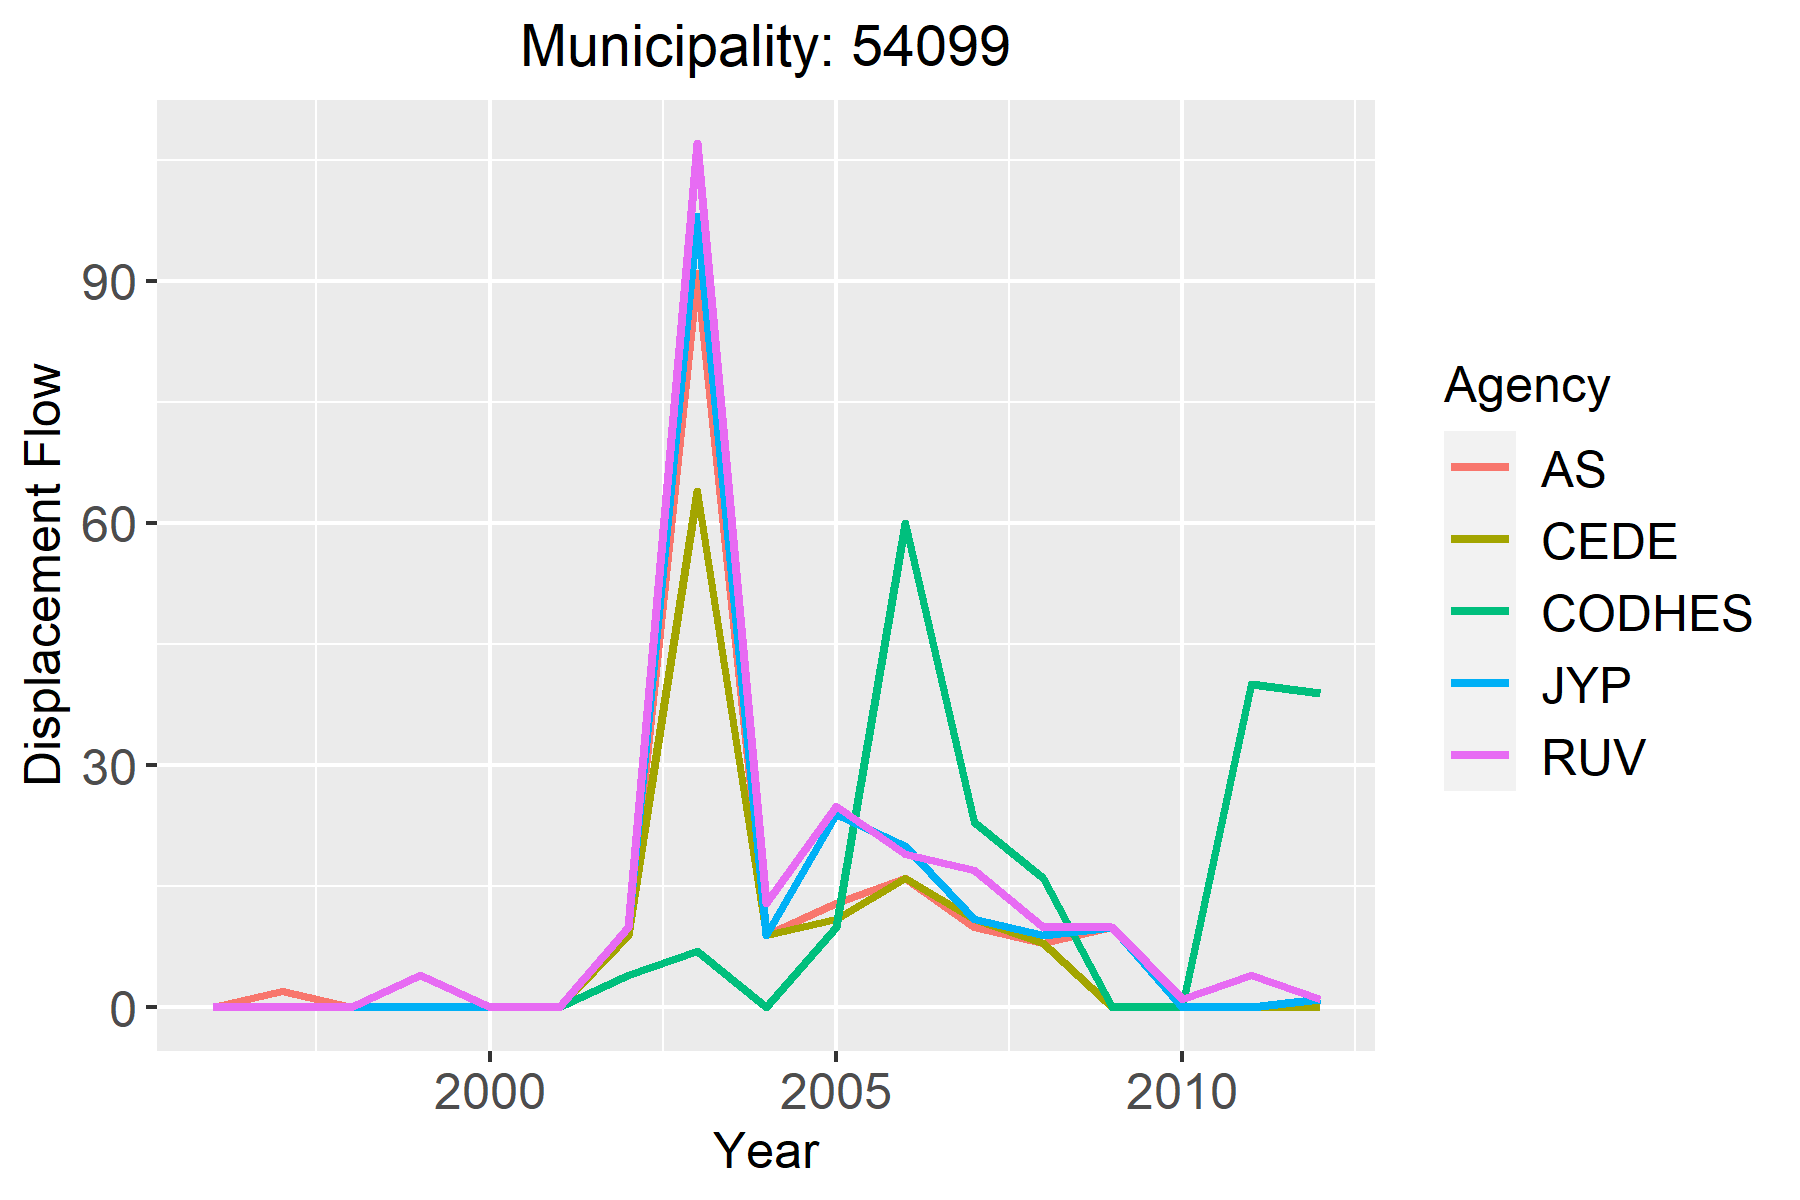 Municipality: 54099
Displacement Flow
90
60
30
0
2000 2005 2010
Year
Agency
AS
CEDE
CODHES
JYP
RUV